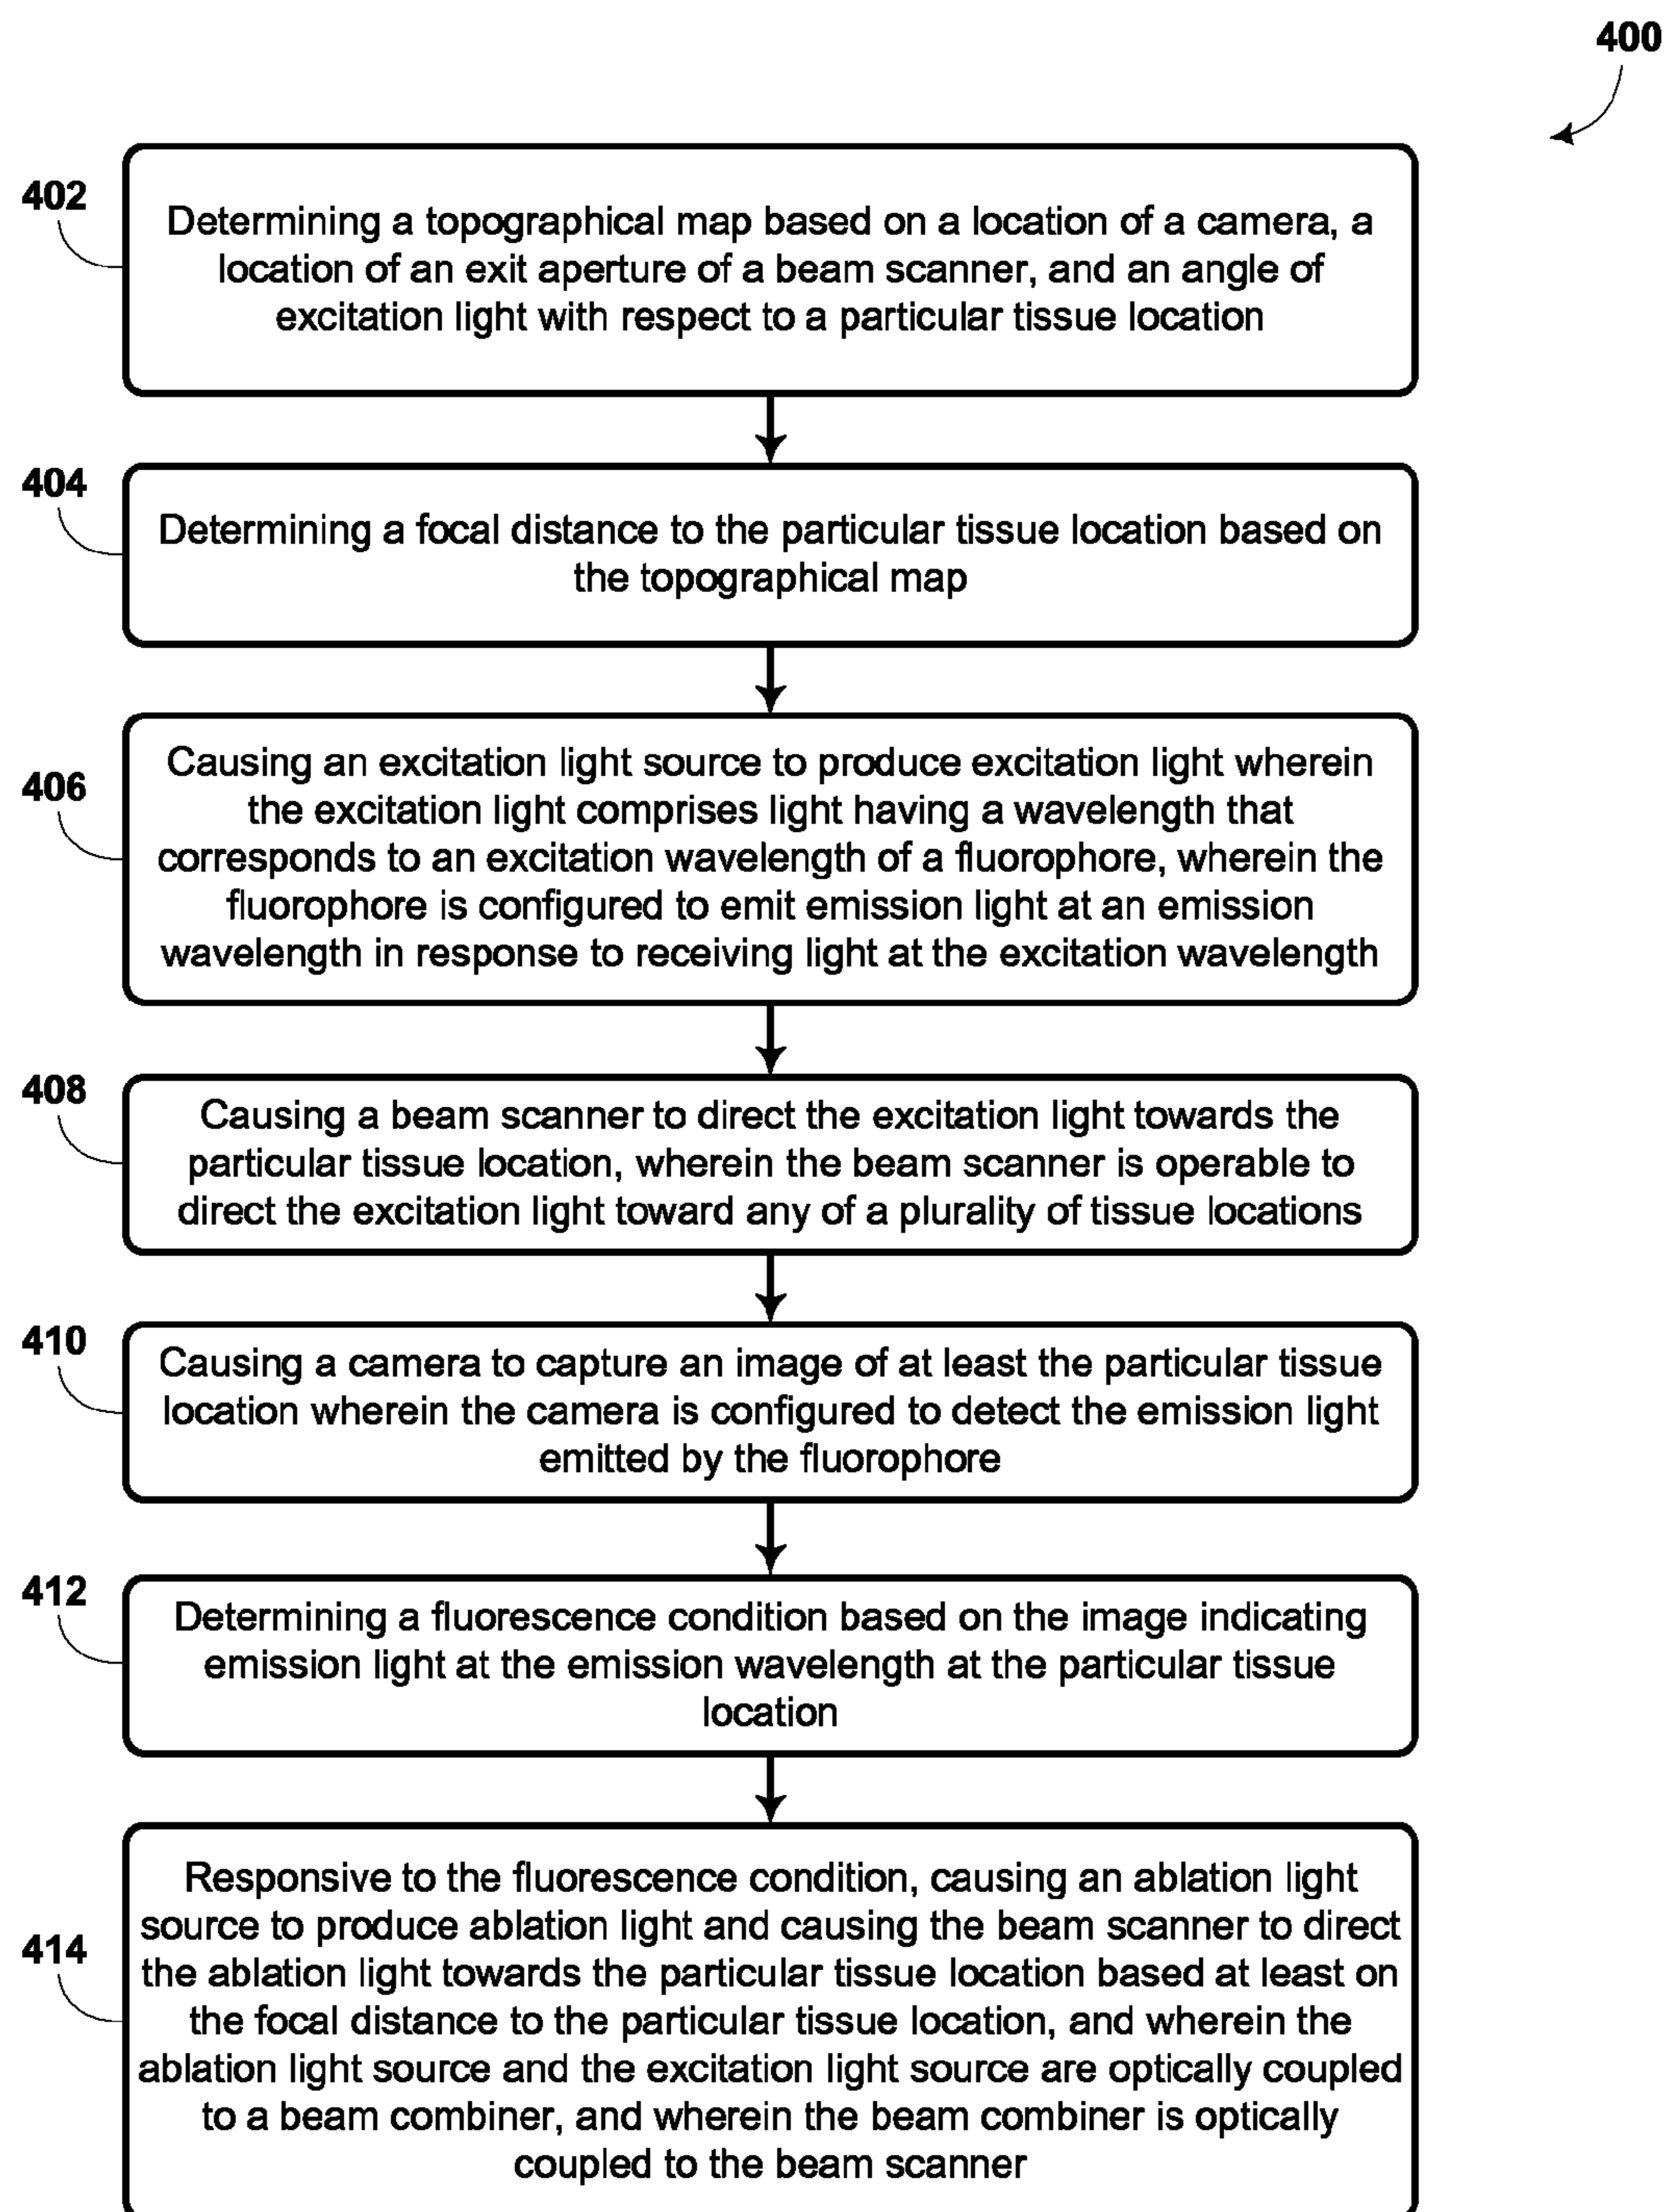 400
402
Determining a topographical map based on a location of a camera, a
location of an exit aperture of a beam scanner, and an angle of
excitation light with respect to a particular tissue location
404
Determining a focal distance to the particular tissue location based on
the topographical map
406
Causing an excitation light source to produce excitation light wherein
the excitation light comprises light having a wavelength that
corresponds to an excitation wavelength of a fluorophore, wherein the
fluorophore is configured to emit emission light at an emission
wavelength in response to receiving light at the excitation wavelength
408
Causing a beam scanner to direct the excitation light towards the
particular tissue location, wherein the beam scanner is operable to
direct the excitation light toward any of a plurality of tissue locations
410
Causing a camera to capture an image of at least the particular tissue
location wherein the camera is configured to detect the emission light
emitted by the fluorophore
412
Determining a fluorescence condition based on the image indicating
emission light at the emission wavelength at the particular tissue
location
414
Responsive to the fluorescence condition, causing an ablation light
source to produce ablation light and causing the beam scanner to direct
the ablation light towards the particular tissue location based at least on
the focal distance to the particular tissue location, and wherein the
ablation light source and the excitation light source are optically coupled
to a beam combiner, and wherein the beam combiner is optically
coupled to the beam scanner